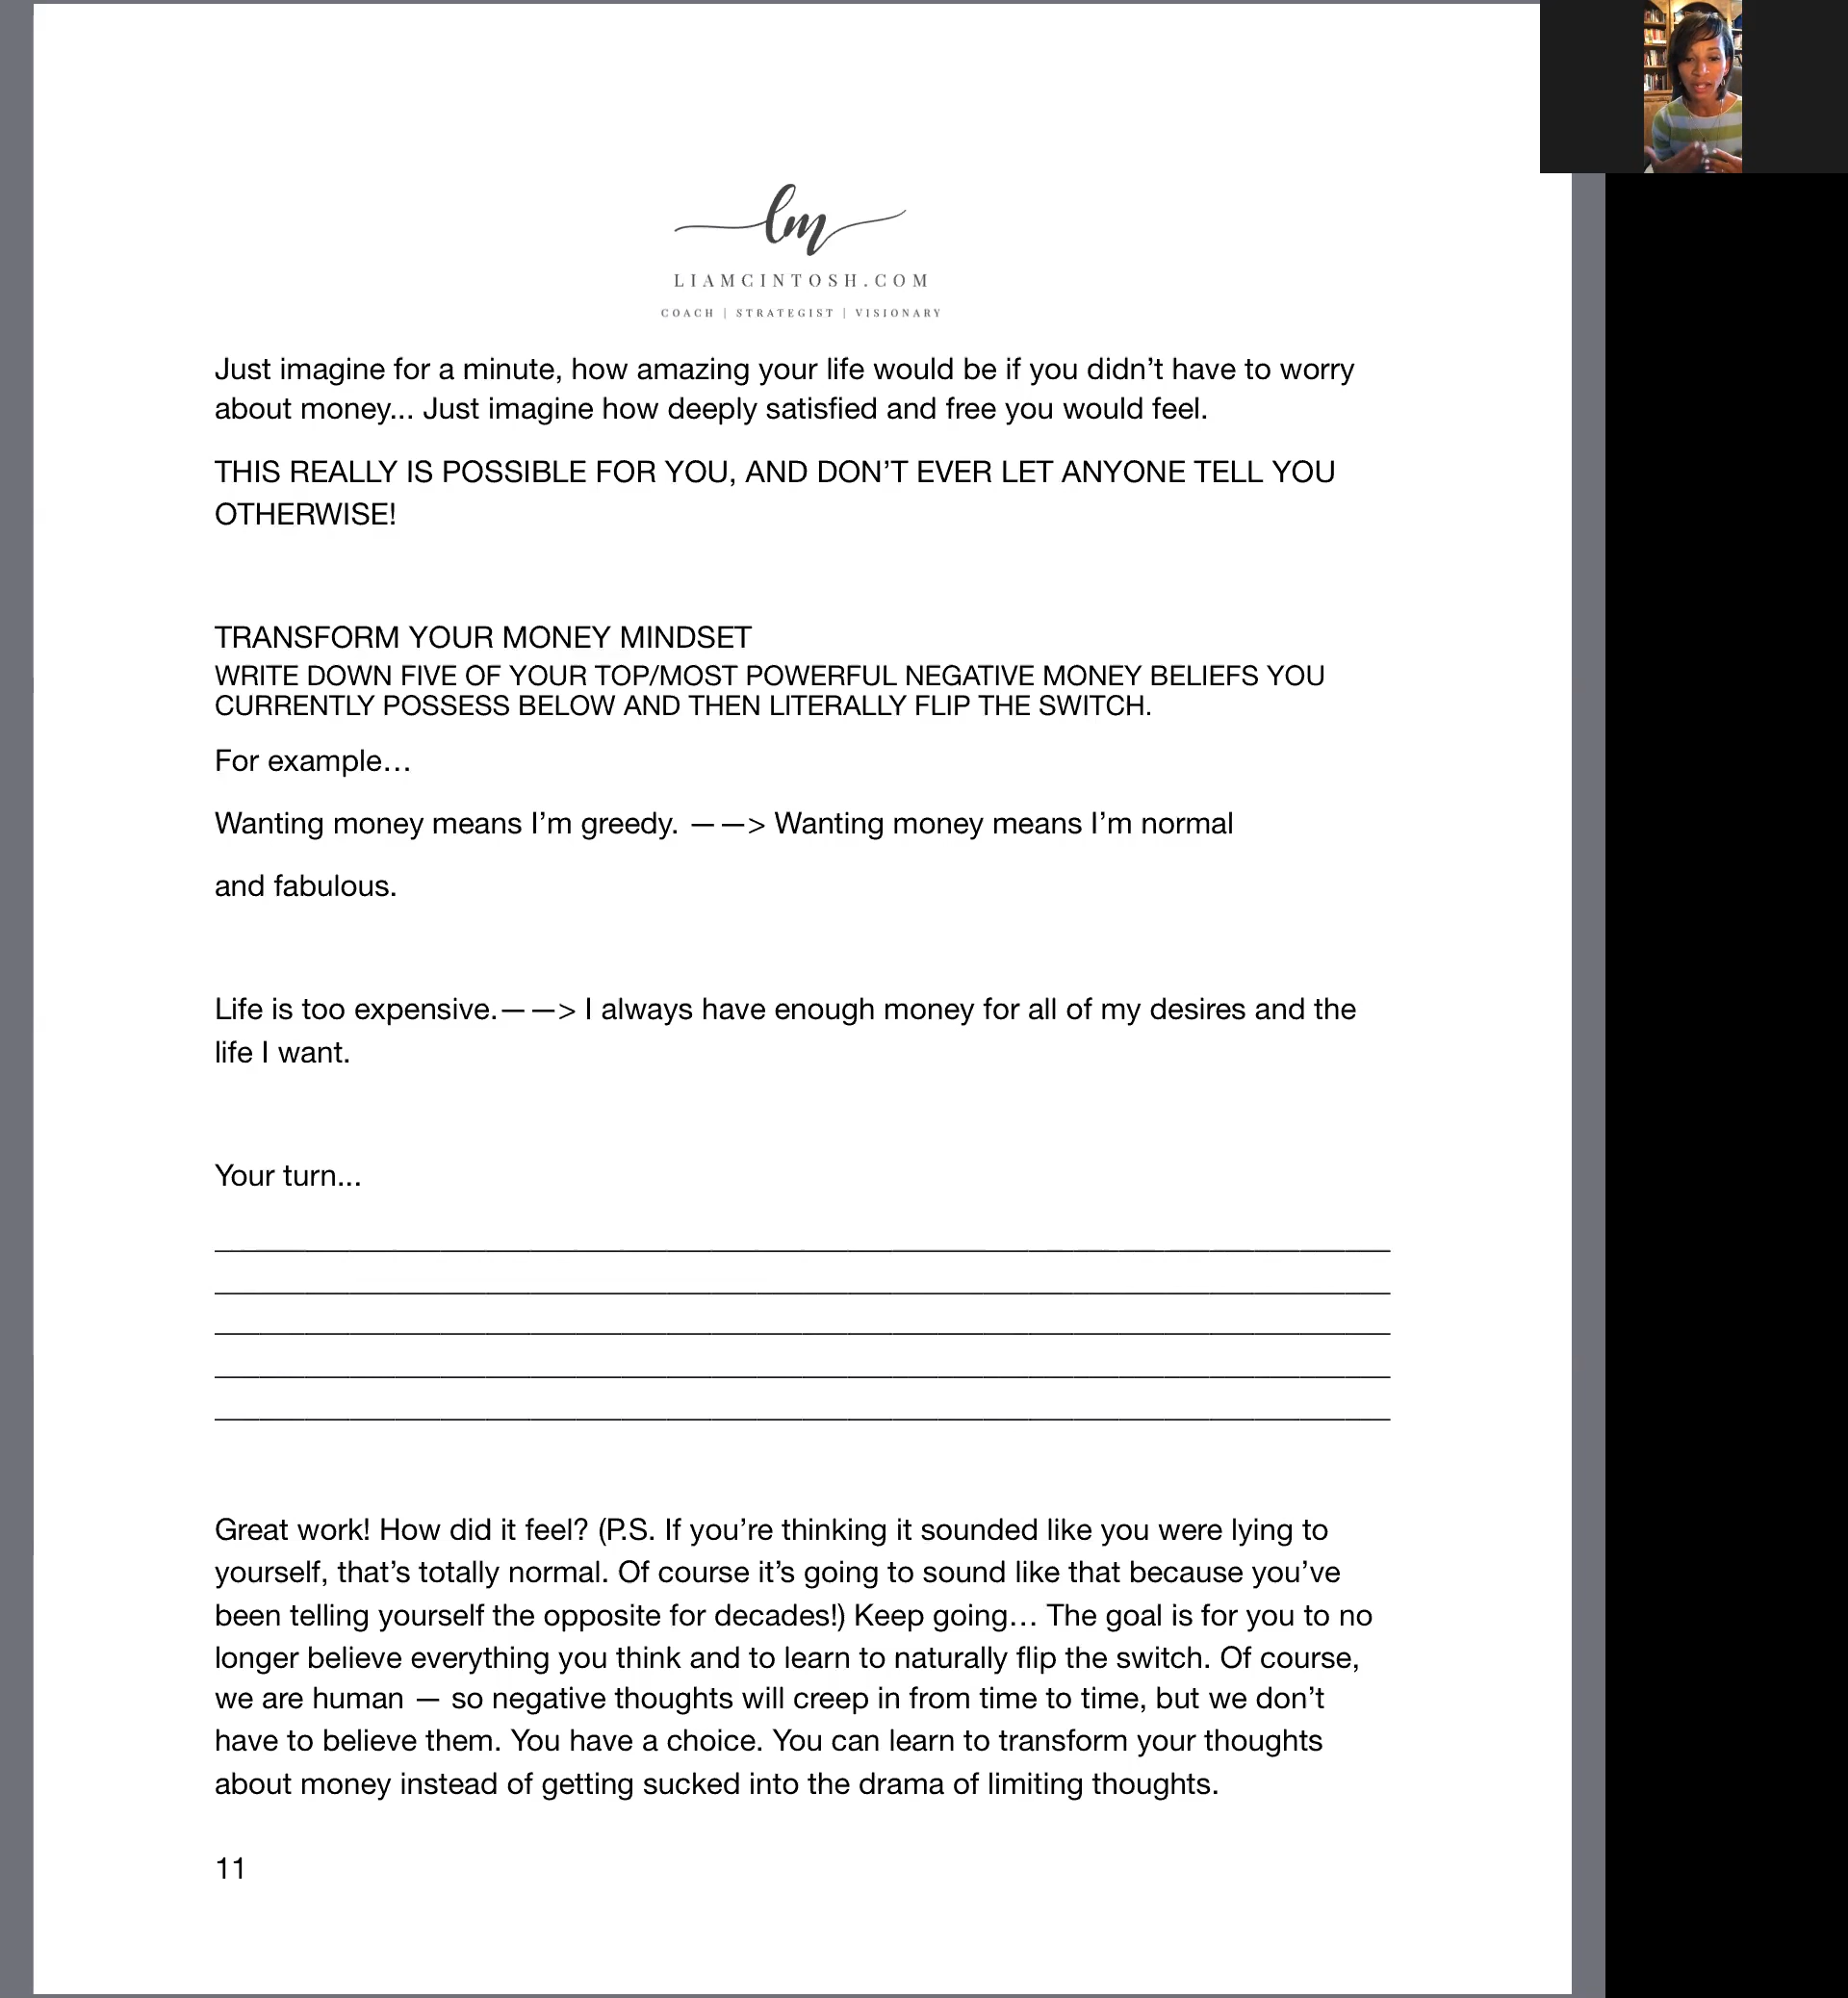 lm
LIAMCINTOSH.COM
COACH | STRATEGIST | VISIONARY
Just imagine for a minute, how amazing your life would be if you didn’t have to worry
about money... Just imagine how deeply satisfied and free you would feel.
THIS REALLY IS POSSIBLE FOR YOU, AND DON’T EVER LET ANYONE TELL YOU
OTHERWISE!
TRANSFORM YOUR MONEY MINDSET
WRITE DOWN FIVE OF YOUR TOP/MOST POWERFUL NEGATIVE MONEY BELIEFS YOU
CURRENTLY POSSESS BELOW AND THEN LITERALLY FLIP THE SWITCH.
For example…
Wanting money means I’m greedy. — —> Wanting money means I’m normal
and fabulous.
Life is too expensive.— —> I always have enough money for all of my desires and the
life I want.
Your turn...
Great work! How did it feel? (P.S. If you’re thinking it sounded like you were lying to
yourself, that’s totally normal. Of course it’s going to sound like that because you’ve
been telling yourself the opposite for decades!) Keep going… The goal is for you to no
longer believe everything you think and to learn to naturally flip the switch. Of course,
we are human — so negative thoughts will creep in from time to time, but we don’t
have to believe them. You have a choice. You can learn to transform your thoughts
about money instead of getting sucked into the drama of limiting thoughts.
11